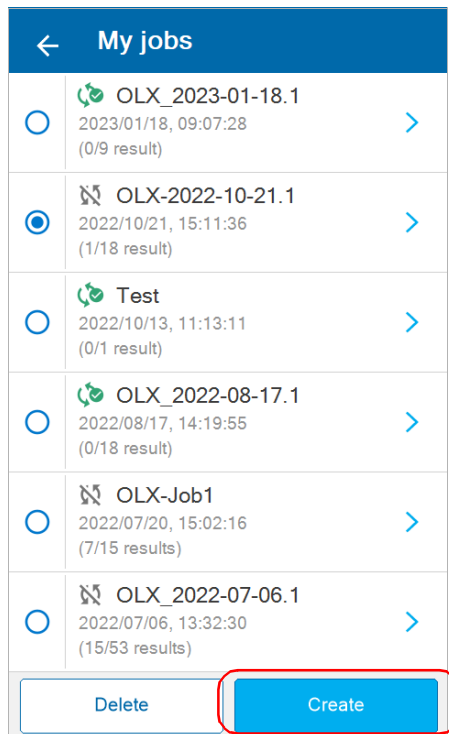 My jobs
OLX_2023-01-18.1
2023/01/18, 09:07:28
(0/9 result)
OLX-2022-10-21.1
2022/10/21, 15:11:36
(1/18 result)
Test
2022/10/13, 11:13:11
(0/1 result)
OLX_2022-08-17.1
2022/08/17, 14:19:55
(0/18 result)
OLX-Job1
2022/07/20, 15:02:16
(7/15 results)
OLX_2022-07-06.1
2022/07/06, 13:32:30
(15/53 results)
Delete
Create